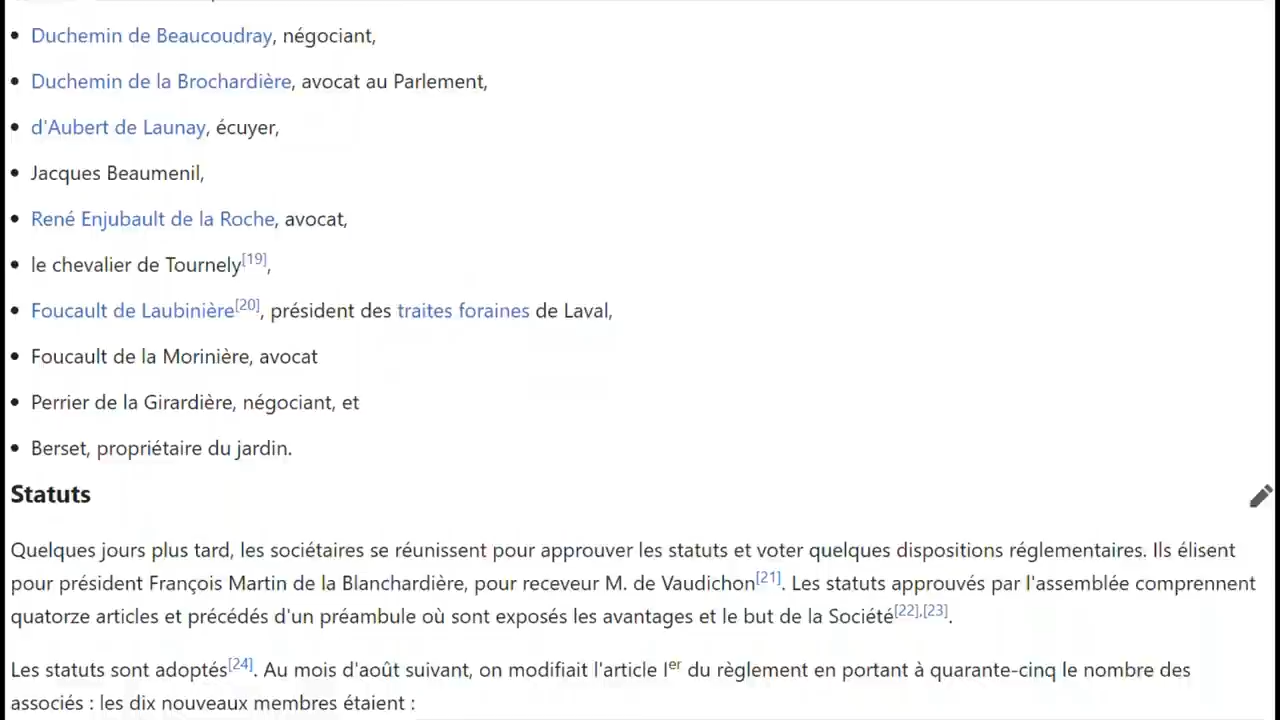 • Duchemin de Beaucoudray, négociant,
• Duchemin de la Brochardière, avocat au Parlement,
• d'Aubert de Launay, écuyer,
• Jacques Beaumenil,
• René Enjubault de la Roche, avocat,
• le chevalier de Tournely[19],
• Foucault de Laubinière[20], président des traites foraines de Laval,
• Foucault de la Morinière, avocat
• Perrier de la Girardière, négociant, et
• Berset, propriétaire du jardin.
Statuts
Quelques jours plus tard, les sociétaires se réunissent pour approuver les statuts et voter quelques dispositions réglementaires. Ils élisent
pour président François Martin de la Blanchardière, pour receveur M. de Vaudichon[21]. Les statuts approuvés par l'assemblée comprennent
quatorze articles et précédés d'un préambule où sont exposés les avantages et le but de la Société[22],[23].
Les statuts sont adoptés[24]. Au mois d'août suivant, on modifiait l'article Ier du règlement en portant à quarante-cinq le nombre des
associés : les dix nouveaux membres étaient :